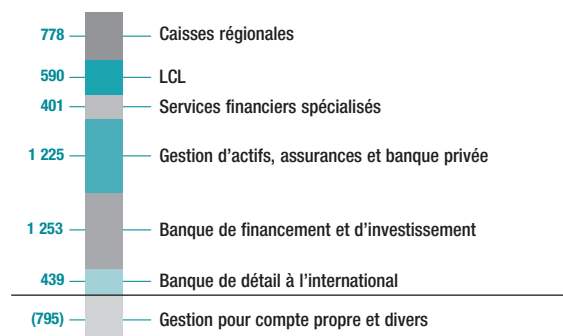 778 Caisses régionales
590 LCL
401 Services financiers spécialisés
1 225 Gestion d'actifs, assurances et banque privée
1 253 Banque de financement et d'investissement
439 Banque de détail à l'international
(795) Gestion pour compte propre et divers